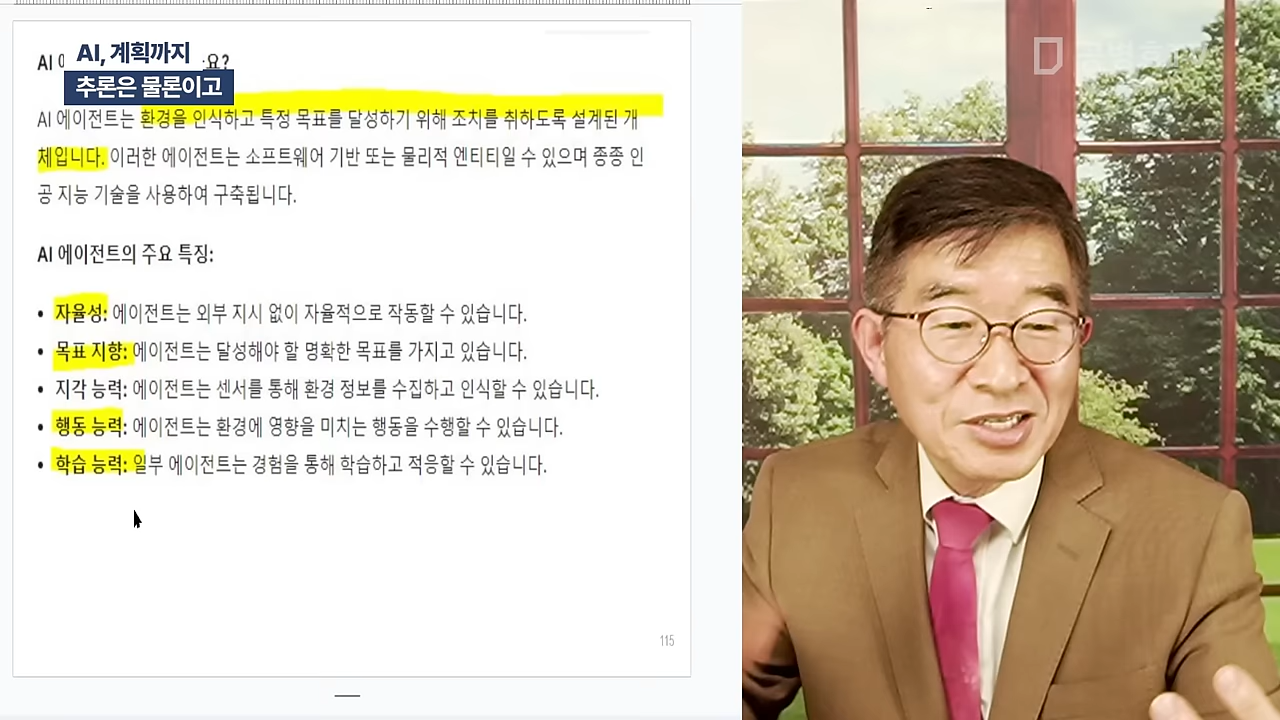 AI, 계획까지
추론은 물론이고
AI 요?
AI 에이전트는 환경을 인식하고 특정 목표를 달성하기 위해 조치를 취하도록 설계된 개
체입니다. 이러한 에이전트는 소프트웨어 기반 또는 물리적 엔티티일 수 있으며 종종 인
공 지능 기술을 사용하여 구축됩니다.
AI 에이전트의 주요 특징:
• 자율성: 에이전트는 외부 지시 없이 자율적으로 작동할 수 있습니다.
• 목표 지향: 에이전트는 달성해야 할 명확한 목표를 가지고 있습니다.
• 지각 능력: 에이전트는 센서를 통해 환경 정보를 수집하고 인식할 수 있습니다.
• 행동 능력: 에이전트는 환경에 영향을 미치는 행동을 수행할 수 있습니다.
• 학습 능력: 일부 에이전트는 경험을 통해 학습하고 적응할 수 있습니다.
115